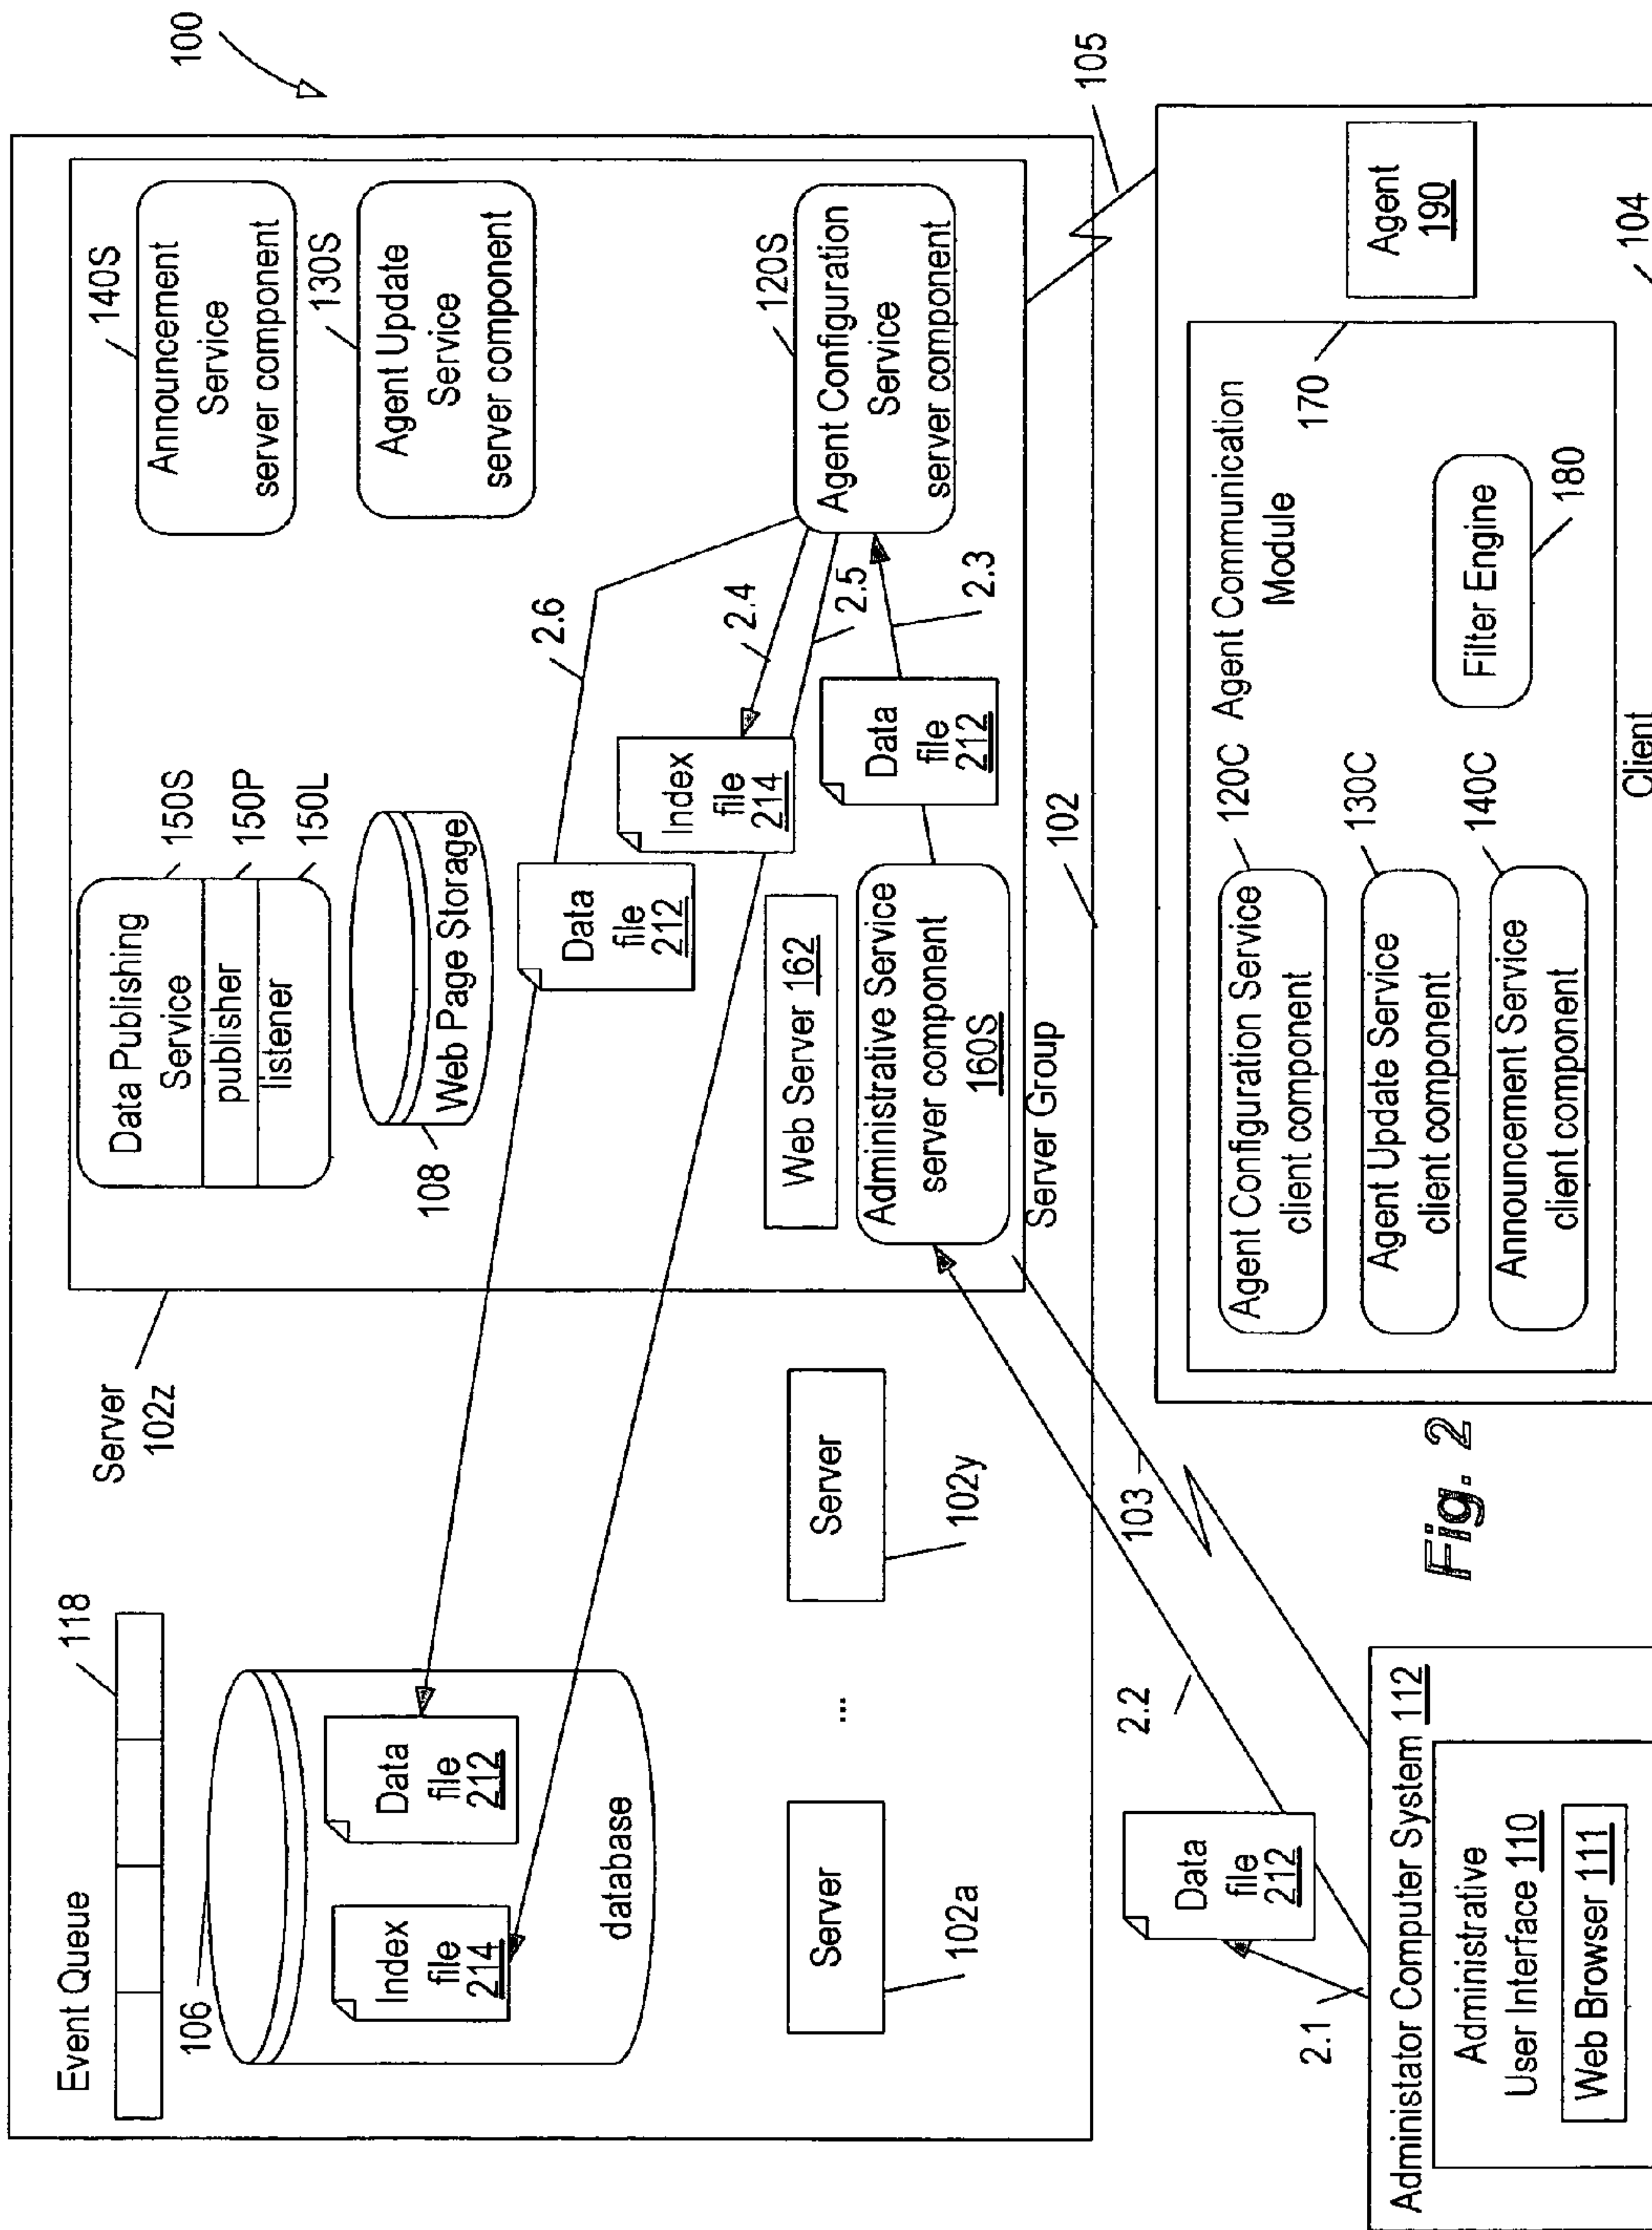 100
Event Queue
118
106
Index
file
214
Data
file
212
database
Server
102a
...
Server
102y
Server
102z
Data Publishing
Service
publisher
listener
150S
150P
150L
108
Web Page Storage
Announcement
Service
server component
140S
Agent Update
Service
server component
130S
Data
file
212
2.6
Index
file
214
2.4
2.5
Web Server 162
Administrative Service
server component
160S
Data
file
212
2.3
Agent Configuration
Service
server component
120S
Server Group
102
105
103
2.2
Data
file
212
2.1
Administator Computer System 112
Administrative
User Interface 110
Web Browser 111
Fig. 2
Agent Configuration Service
client component
120C
Agent Communication
Module
170
Agent Update Service
client component
130C
Announcement Service
client component
140C
Filter Engine
180
Agent
190
Client
104